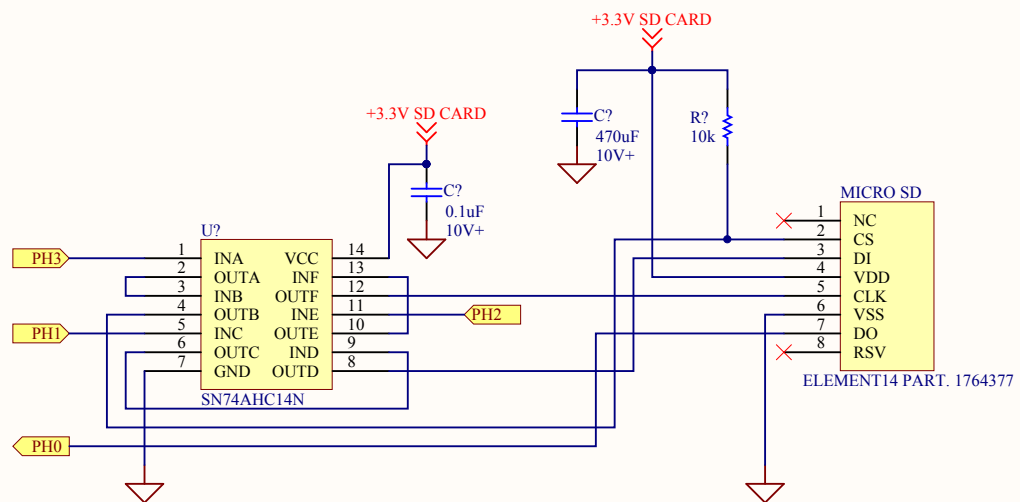 +3.3V SD CARD
C?
470uF
10V+
R?
10k
+3.3V SD CARD
C?
0.1uF
10V+
MICRO SD
1 NC
2 CS
3 DI
4 VDD
5 CLK
6 VSS
7 DO
8 RSV
ELEMENT14 PART. 1764377
U?
PH3 1 INA VCC 14
2 OUTA INF 13
3 INB OUTF 12
4 OUTB INE 11 PH2
PH1 5 INC OUTE 10
6 OUTC IND 9
7 GND OUTD 8
SN74AHC14N
PH0